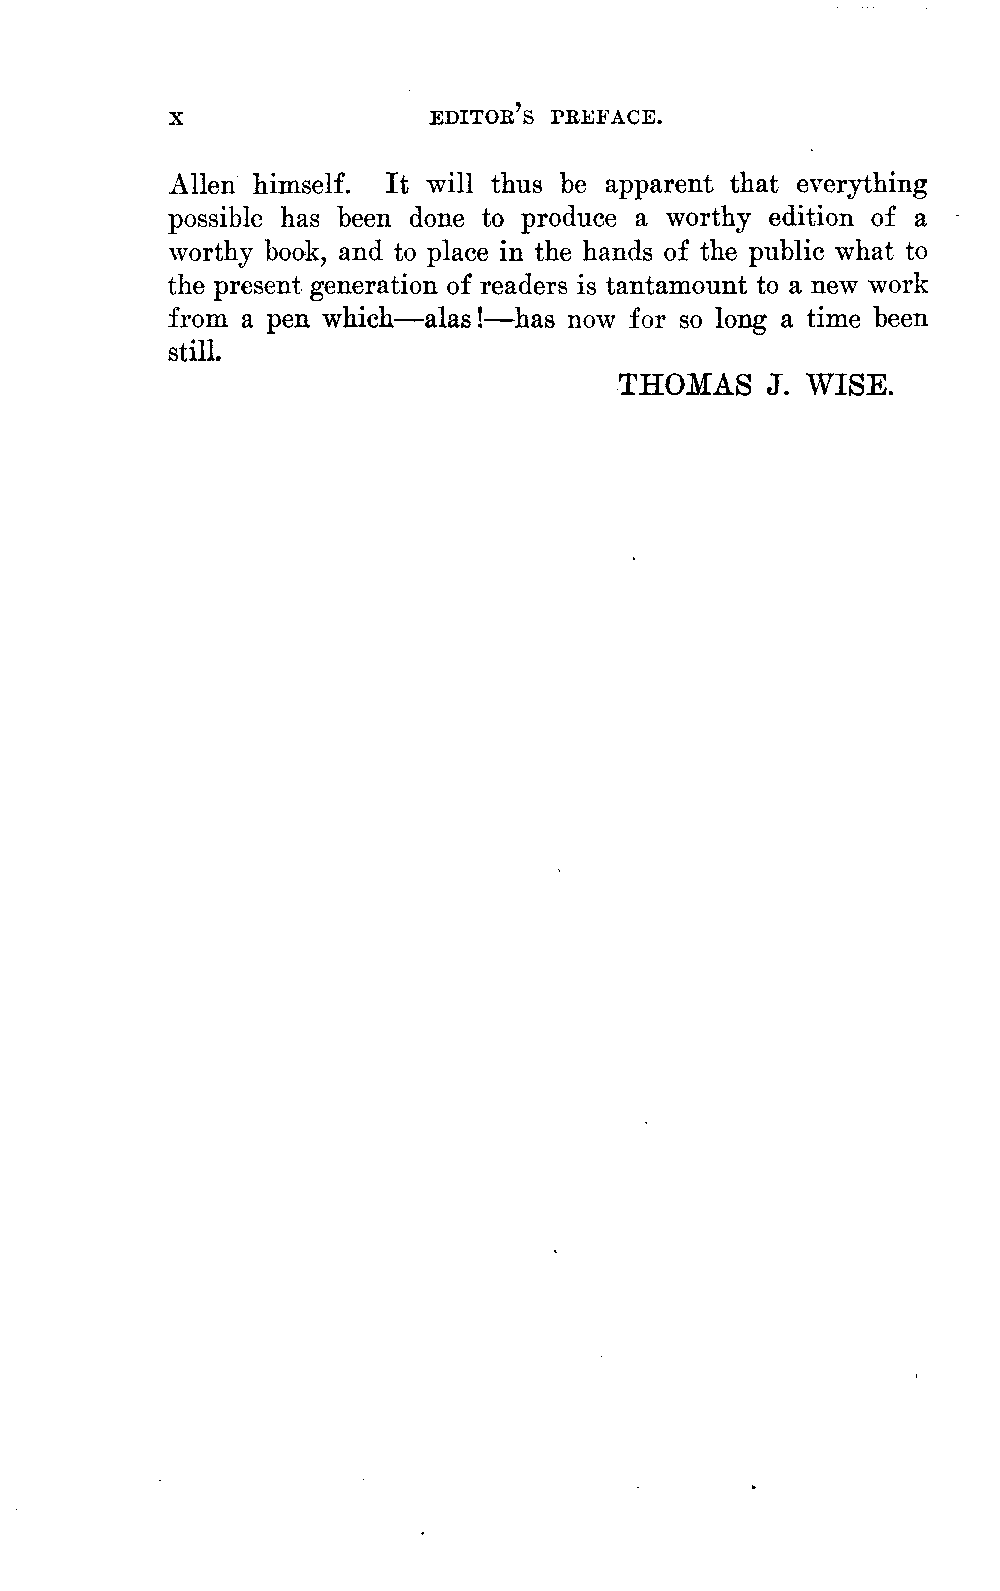 x EDITOR'S PREFACE.
Allen himself. It will thus be apparent that everything
possible has been done to produce a worthy edition of a
worthy book, and to place in the hands of the public what to
the present generation of readers is tantamount to a new work
from a pen which—alas!—has now for so long a time been
still.
THOMAS J. WISE.